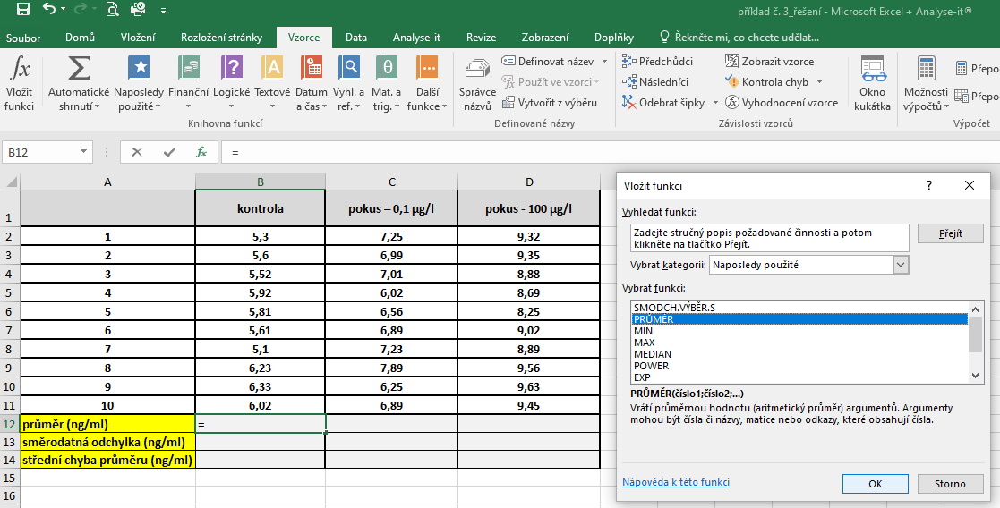 příklad č. 3_řešení - Microsoft Excel + Analyse-it®
Soubor Domů Vložení Rozložení stránky Vzorce Data Analyse-it Revize Zobrazení Doplňky Řekněte mi, co chcete udělat...
fx Σ A ? θ
Vložit funkci
Automatické shrnutí
Naposledy použité
Finanční
Logické
Textové
Datum a čas
Vyhl. a ref.
Mat. a trig.
Další funkce
Knihovna funkcí
Správce názvů
Definovat název
Použít ve vzorci
Vytvořit z výběru
Definované názvy
Předchůdci
Následníci
Odebrat šipky
Zobrazit vzorce
Kontrola chyb
Vyhodnocení vzorce
Závislosti vzorců
Okno kukátka
Možnosti výpočtů
Přepo
Přepo
Výpočet
B12 fx =
A B C D
1 kontrola pokus – 0,1 µg/l pokus - 100 µg/l
2 1 5,3 7,25 9,32
3 2 5,6 6,99 9,35
4 3 5,52 7,01 8,88
5 4 5,92 6,02 8,69
6 5 5,81 6,56 8,25
7 6 5,61 6,89 9,02
8 7 5,1 7,23 8,89
9 8 6,23 7,89 9,56
10 9 6,33 6,25 9,63
11 10 6,02 6,89 9,45
12 průměr (ng/ml) =
13 směrodatná odchylka (ng/ml)
14 střední chyba průměru (ng/ml)
15
16
Vložit funkci ?
Vyhledat funkci:
Zadejte stručný popis požadované činnosti a potom
klikněte na tlačítko Přejít.
Přejít
Vybrat kategorii: Naposledy použité
Vybrat funkci:
SMODCH.VÝBĚR.S
PRŮMĚR
MIN
MAX
MEDIAN
POWER
EXP
PRŮMĚR(číslo1;číslo2;...)
Vrátí průměrnou hodnotu (aritmetický průměr) argumentů. Argumenty
mohou být čísla či názvy, matice nebo odkazy, které obsahují čísla.
Nápověda k této funkci
OK
Storno